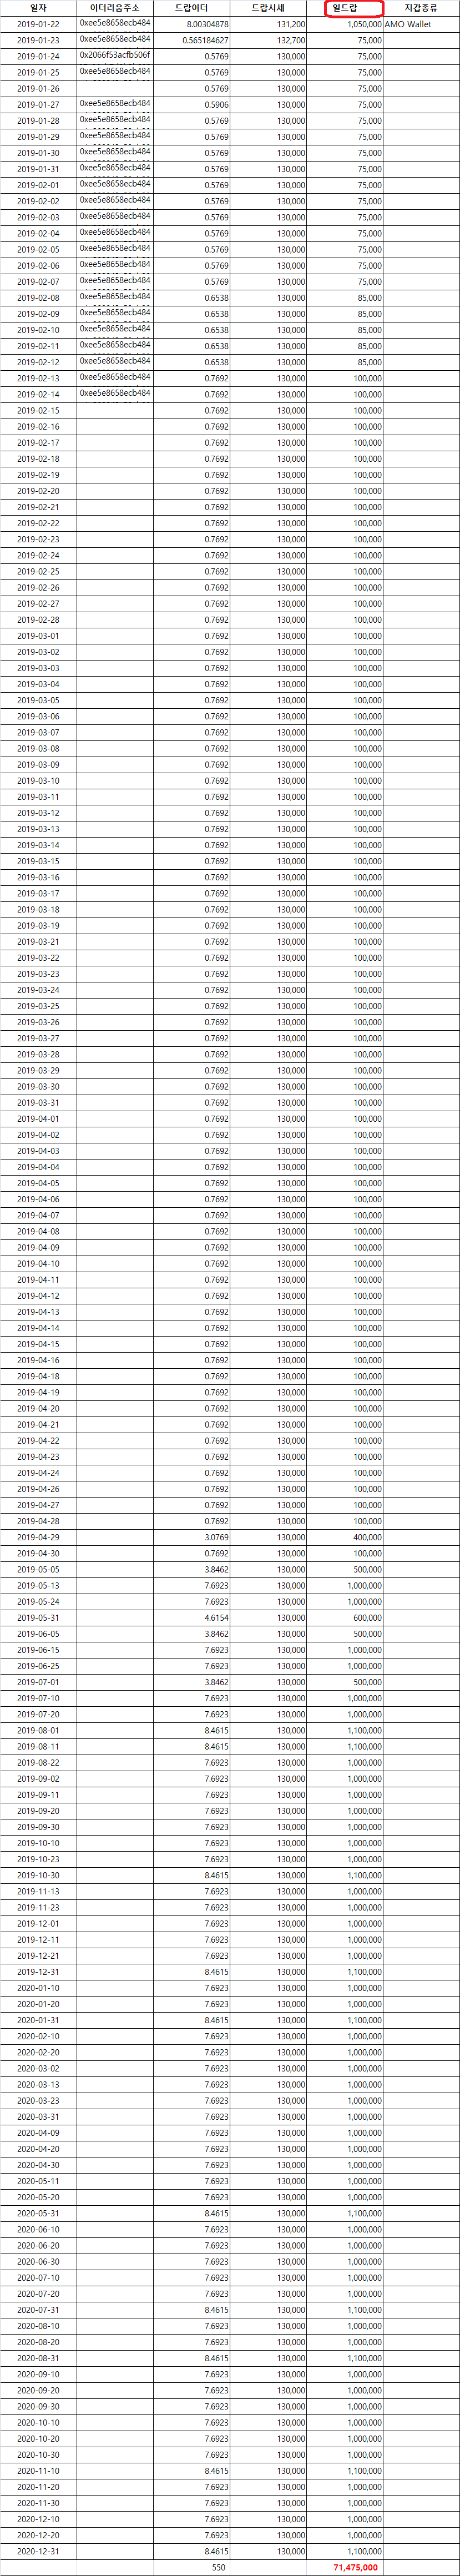 일자 이더리움주소 드랍이더 드랍시세 일드랍 지갑종류
2019-01-22 0xee5e8658ecb484 8.00304878 131,200 1,050,000 AMO Wallet
2019-01-23 0xee5e8658ecb484 0.565184627 132,700 75,000
2019-01-24 0x2066f53acfb506f 0.5769 130,000 75,000
2019-01-25 0xee5e8658ecb484 0.5769 130,000 75,000
2019-01-26 0.5769 130,000 75,000
2019-01-27 0xee5e8658ecb484 0.5906 130,000 75,000
2019-01-28 0xee5e8658ecb484 0.5769 130,000 75,000
2019-01-29 0xee5e8658ecb484 0.5769 130,000 75,000
2019-01-30 0xee5e8658ecb484 0.5769 130,000 75,000
2019-01-31 0xee5e8658ecb484 0.5769 130,000 75,000
2019-02-01 0xee5e8658ecb484 0.5769 130,000 75,000
2019-02-02 0xee5e8658ecb484 0.5769 130,000 75,000
2019-02-03 0xee5e8658ecb484 0.5769 130,000 75,000
2019-02-04 0xee5e8658ecb484 0.5769 130,000 75,000
2019-02-05 0xee5e8658ecb484 0.5769 130,000 75,000
2019-02-06 0xee5e8658ecb484 0.5769 130,000 75,000
2019-02-07 0xee5e8658ecb484 0.5769 130,000 75,000
2019-02-08 0xee5e8658ecb484 0.6538 130,000 85,000
2019-02-09 0xee5e8658ecb484 0.6538 130,000 85,000
2019-02-10 0xee5e8658ecb484 0.6538 130,000 85,000
2019-02-11 0xee5e8658ecb484 0.6538 130,000 85,000
2019-02-12 0xee5e8658ecb484 0.6538 130,000 85,000
2019-02-13 0xee5e8658ecb484 0.7692 130,000 100,000
2019-02-14 0xee5e8658ecb484 0.7692 130,000 100,000
2019-02-15 0.7692 130,000 100,000
2019-02-16 0.7692 130,000 100,000
2019-02-17 0.7692 130,000 100,000
2019-02-18 0.7692 130,000 100,000
2019-02-19 0.7692 130,000 100,000
2019-02-20 0.7692 130,000 100,000
2019-02-21 0.7692 130,000 100,000
2019-02-22 0.7692 130,000 100,000
2019-02-23 0.7692 130,000 100,000
2019-02-24 0.7692 130,000 100,000
2019-02-25 0.7692 130,000 100,000
2019-02-26 0.7692 130,000 100,000
2019-02-27 0.7692 130,000 100,000
2019-02-28 0.7692 130,000 100,000
2019-03-01 0.7692 130,000 100,000
2019-03-02 0.7692 130,000 100,000
2019-03-03 0.7692 130,000 100,000
2019-03-04 0.7692 130,000 100,000
2019-03-05 0.7692 130,000 100,000
2019-03-06 0.7692 130,000 100,000
2019-03-07 0.7692 130,000 100,000
2019-03-08 0.7692 130,000 100,000
2019-03-09 0.7692 130,000 100,000
2019-03-10 0.7692 130,000 100,000
2019-03-11 0.7692 130,000 100,000
2019-03-12 0.7692 130,000 100,000
2019-03-13 0.7692 130,000 100,000
2019-03-14 0.7692 130,000 100,000
2019-03-15 0.7692 130,000 100,000
2019-03-16 0.7692 130,000 100,000
2019-03-17 0.7692 130,000 100,000
2019-03-18 0.7692 130,000 100,000
2019-03-19 0.7692 130,000 100,000
2019-03-21 0.7692 130,000 100,000
2019-03-22 0.7692 130,000 100,000
2019-03-23 0.7692 130,000 100,000
2019-03-24 0.7692 130,000 100,000
2019-03-25 0.7692 130,000 100,000
2019-03-26 0.7692 130,000 100,000
2019-03-27 0.7692 130,000 100,000
2019-03-28 0.7692 130,000 100,000
2019-03-29 0.7692 130,000 100,000
2019-03-30 0.7692 130,000 100,000
2019-03-31 0.7692 130,000 100,000
2019-04-01 0.7692 130,000 100,000
2019-04-02 0.7692 130,000 100,000
2019-04-03 0.7692 130,000 100,000
2019-04-04 0.7692 130,000 100,000
2019-04-05 0.7692 130,000 100,000
2019-04-06 0.7692 130,000 100,000
2019-04-07 0.7692 130,000 100,000
2019-04-08 0.7692 130,000 100,000
2019-04-09 0.7692 130,000 100,000
2019-04-10 0.7692 130,000 100,000
2019-04-11 0.7692 130,000 100,000
2019-04-12 0.7692 130,000 100,000
2019-04-13 0.7692 130,000 100,000
2019-04-14 0.7692 130,000 100,000
2019-04-15 0.7692 130,000 100,000
2019-04-16 0.7692 130,000 100,000
2019-04-18 0.7692 130,000 100,000
2019-04-19 0.7692 130,000 100,000
2019-04-20 0.7692 130,000 100,000
2019-04-21 0.7692 130,000 100,000
2019-04-22 0.7692 130,000 100,000
2019-04-23 0.7692 130,000 100,000
2019-04-24 0.7692 130,000 100,000
2019-04-26 0.7692 130,000 100,000
2019-04-27 0.7692 130,000 100,000
2019-04-28 0.7692 130,000 100,000
2019-04-29 3.0769 130,000 400,000
2019-04-30 0.7692 130,000 100,000
2019-05-05 3.8462 130,000 500,000
2019-05-13 7.6923 130,000 1,000,000
2019-05-24 7.6923 130,000 1,000,000
2019-05-31 4.6154 130,000 600,000
2019-06-05 3.8462 130,000 500,000
2019-06-15 7.6923 130,000 1,000,000
2019-06-25 7.6923 130,000 1,000,000
2019-07-01 3.8462 130,000 500,000
2019-07-10 7.6923 130,000 1,000,000
2019-07-20 7.6923 130,000 1,000,000
2019-08-01 8.4615 130,000 1,100,000
2019-08-11 8.4615 130,000 1,100,000
2019-08-22 7.6923 130,000 1,000,000
2019-09-02 7.6923 130,000 1,000,000
2019-09-11 7.6923 130,000 1,000,000
2019-09-20 7.6923 130,000 1,000,000
2019-09-30 7.6923 130,000 1,000,000
2019-10-10 7.6923 130,000 1,000,000
2019-10-23 7.6923 130,000 1,000,000
2019-10-30 8.4615 130,000 1,100,000
2019-11-13 7.6923 130,000 1,000,000
2019-11-23 7.6923 130,000 1,000,000
2019-12-01 7.6923 130,000 1,000,000
2019-12-11 7.6923 130,000 1,000,000
2019-12-21 7.6923 130,000 1,000,000
2019-12-31 8.4615 130,000 1,100,000
2020-01-10 7.6923 130,000 1,000,000
2020-01-20 7.6923 130,000 1,000,000
2020-01-31 8.4615 130,000 1,100,000
2020-02-10 7.6923 130,000 1,000,000
2020-02-20 7.6923 130,000 1,000,000
2020-03-02 7.6923 130,000 1,000,000
2020-03-13 7.6923 130,000 1,000,000
2020-03-23 7.6923 130,000 1,000,000
2020-03-31 7.6923 130,000 1,000,000
2020-04-09 7.6923 130,000 1,000,000
2020-04-20 7.6923 130,000 1,000,000
2020-04-30 7.6923 130,000 1,000,000
2020-05-11 7.6923 130,000 1,000,000
2020-05-20 7.6923 130,000 1,000,000
2020-05-31 8.4615 130,000 1,100,000
2020-06-10 7.6923 130,000 1,000,000
2020-06-20 7.6923 130,000 1,000,000
2020-06-30 7.6923 130,000 1,000,000
2020-07-10 7.6923 130,000 1,000,000
2020-07-20 7.6923 130,000 1,000,000
2020-07-31 8.4615 130,000 1,100,000
2020-08-10 7.6923 130,000 1,000,000
2020-08-20 7.6923 130,000 1,000,000
2020-08-31 8.4615 130,000 1,100,000
2020-09-10 7.6923 130,000 1,000,000
2020-09-20 7.6923 130,000 1,000,000
2020-09-30 7.6923 130,000 1,000,000
2020-10-10 7.6923 130,000 1,000,000
2020-10-20 7.6923 130,000 1,000,000
2020-10-30 7.6923 130,000 1,000,000
2020-11-10 8.4615 130,000 1,100,000
2020-11-20 7.6923 130,000 1,000,000
2020-11-30 7.6923 130,000 1,000,000
2020-12-10 7.6923 130,000 1,000,000
2020-12-20 7.6923 130,000 1,000,000
2020-12-31 8.4615 130,000 1,100,000
550 71,475,000